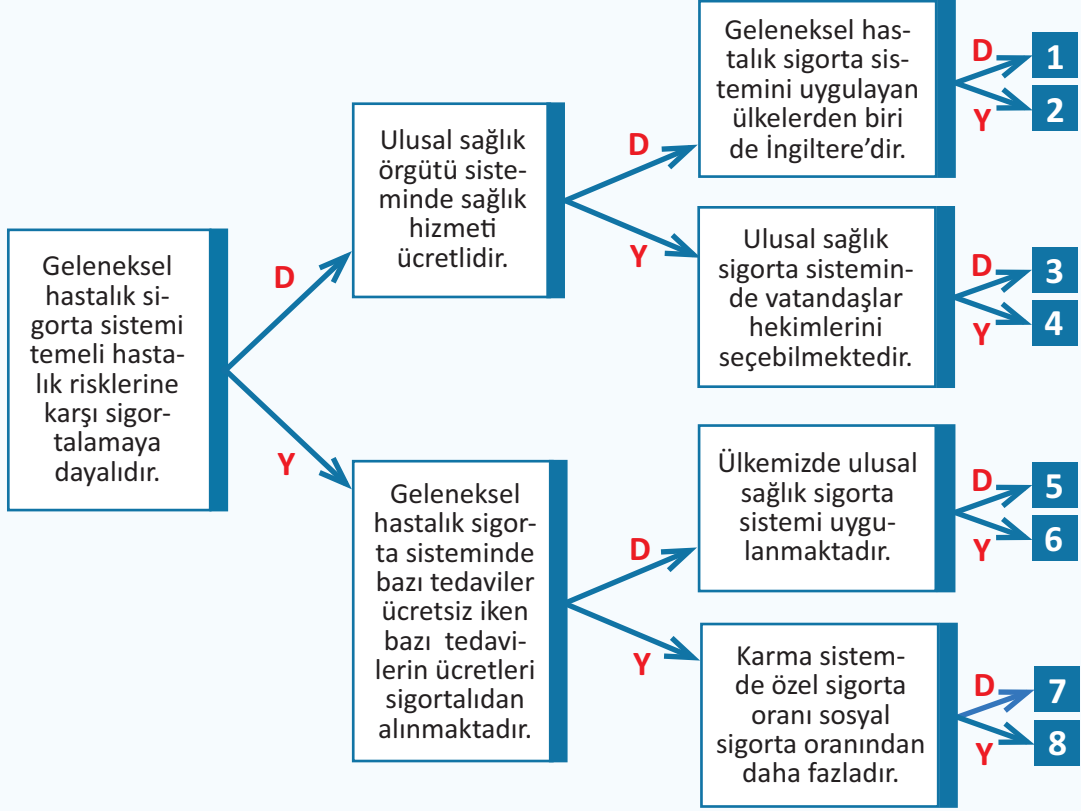 Geleneksel
hastalık si-
gorta sistemi
temeli hasta-
lık risklerine
karşı sigor-
talamaya
dayalıdır.
D
Y
Ulusal sağlık
örgütü siste-
minde sağlık
hizmeti
ücretlidir.
D
Y
Geleneksel
hastalık sigor-
ta sisteminde
bazı tedaviler
ücretsiz iken
bazı tedavi-
lerin ücretleri
sigortalıdan
alınmaktadır.
D
Y
Geleneksel has-
talık sigorta sis-
temini uygulayan
ülkelerden biri
de İngiltere’dir.
D
1
Y
2
Ulusal sağlık
sigorta sistemin-
de vatandaşlar
hekimlerini
seçebilmektedir.
D
3
Y
4
Ülkemizde ulusal
sağlık sigorta
sistemi uygu-
lanmaktadır.
D
5
Y
6
Karma sistem-
de özel sigorta
oranı sosyal
sigorta oranından
daha fazladır.
D
7
Y
8